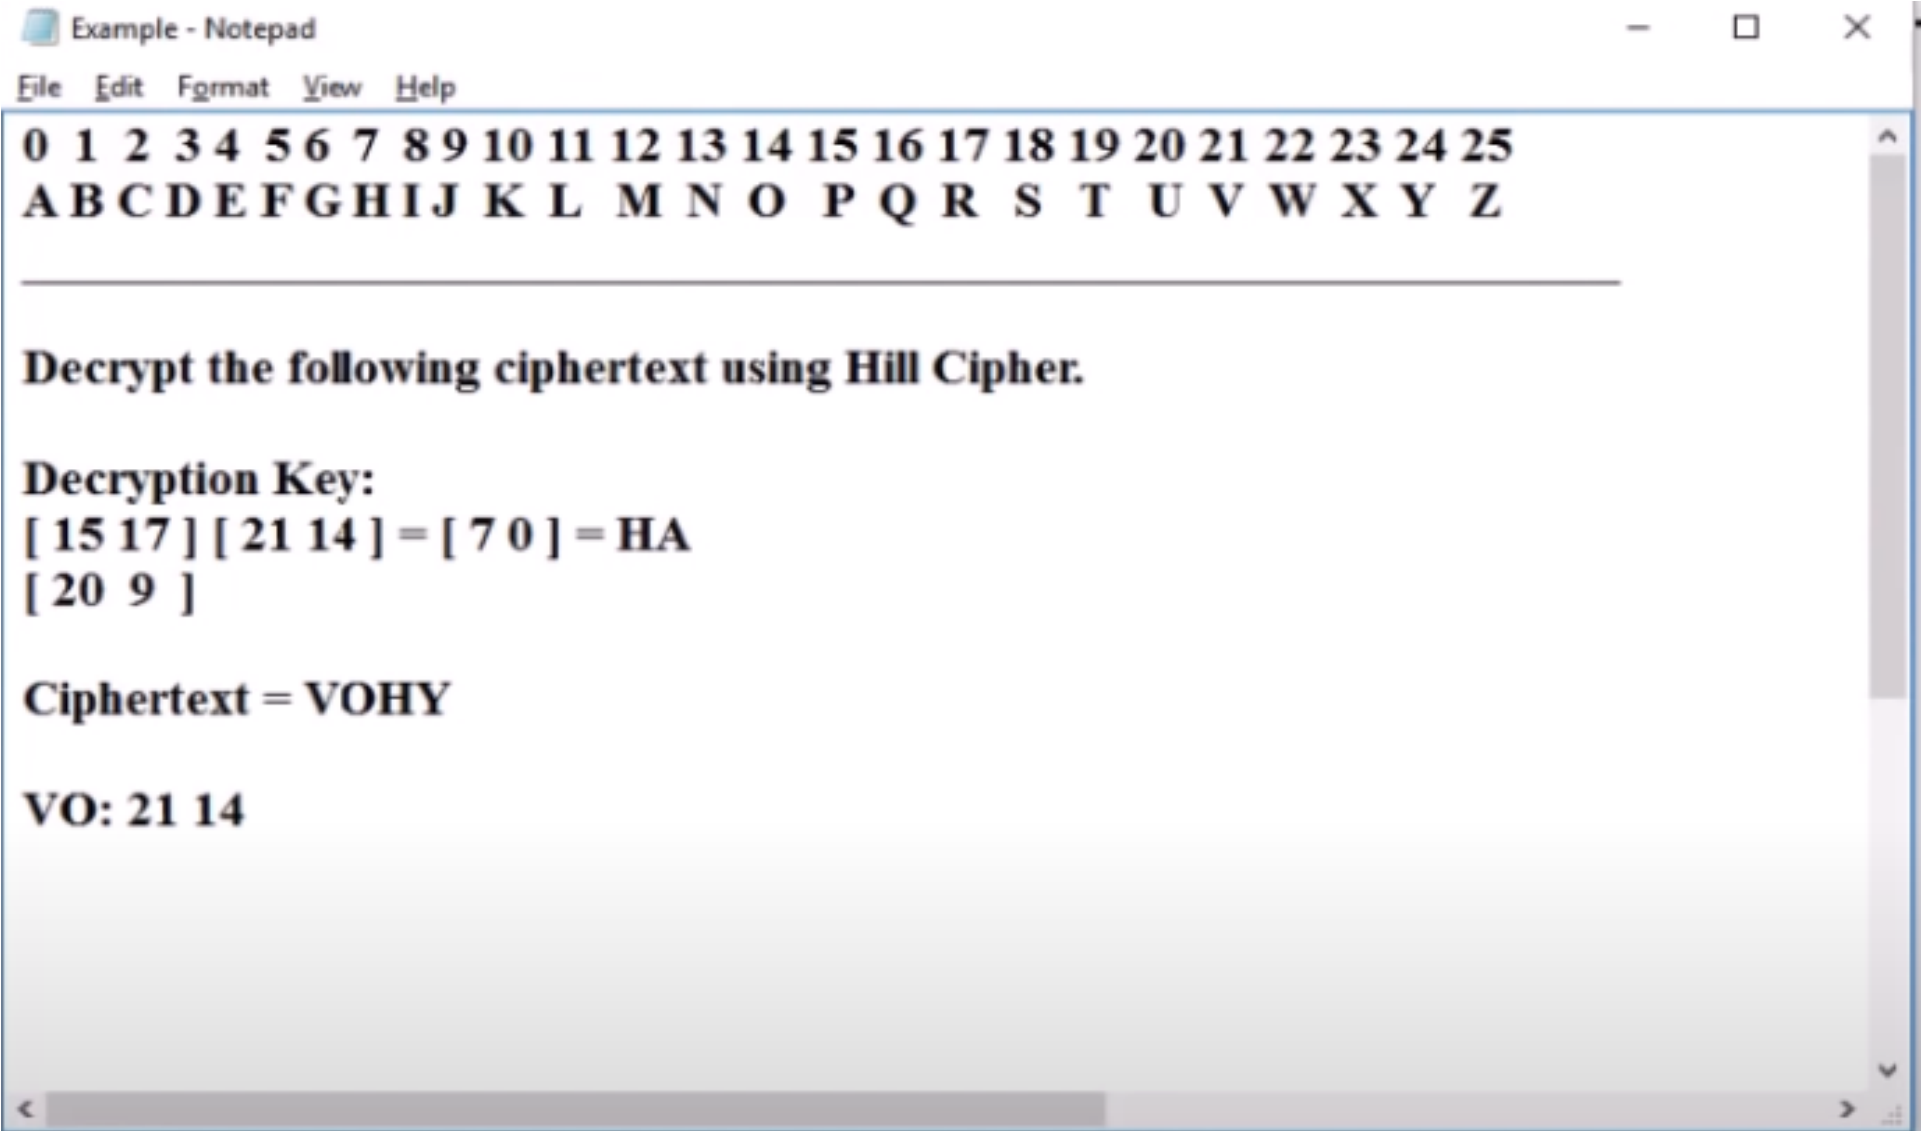 Example - Notepad
File Edit Format View Help
0 1 2 3 4 5 6 7 8 9 10 11 12 13 14 15 16 17 18 19 20 21 22 23 24 25
A B C D E F G H I J K L M N O P Q R S T U V W X Y Z
Decrypt the following ciphertext using Hill Cipher.
Decryption Key:
[ 15 17 ] [ 21 14 ] = [ 7 0 ] = HA
[ 20 9 ]
Ciphertext = VOHY
VO: 21 14